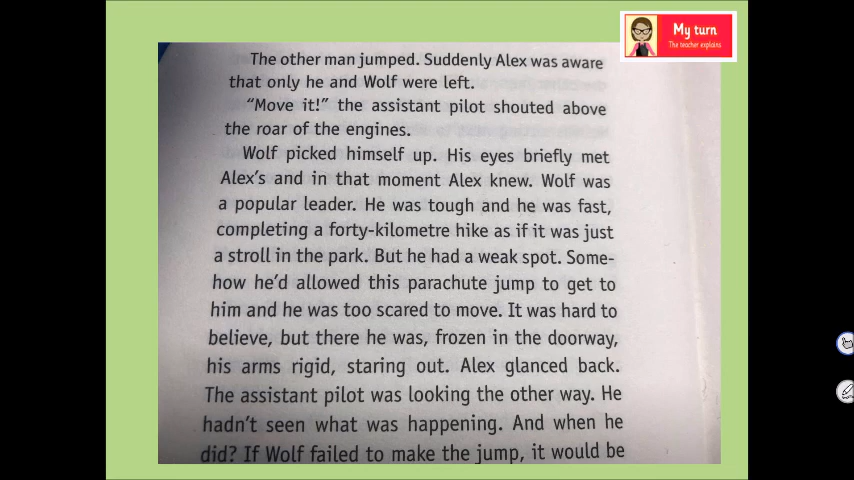 My turn
The teacher explains
The other man jumped. Suddenly Alex was aware
that only he and Wolf were left.
“Move it!” the assistant pilot shouted above
the roar of the engines.
Wolf picked himself up. His eyes briefly met
Alex’s and in that moment Alex knew. Wolf was
a popular leader. He was tough and he was fast,
completing a forty-kilometre hike as if it was just
a stroll in the park. But he had a weak spot. Some-
how he’d allowed this parachute jump to get to
him and he was too scared to move. It was hard to
believe, but there he was, frozen in the doorway,
his arms rigid, staring out. Alex glanced back.
The assistant pilot was looking the other way. He
hadn’t seen what was happening. And when he
did? If Wolf failed to make the jump, it would be